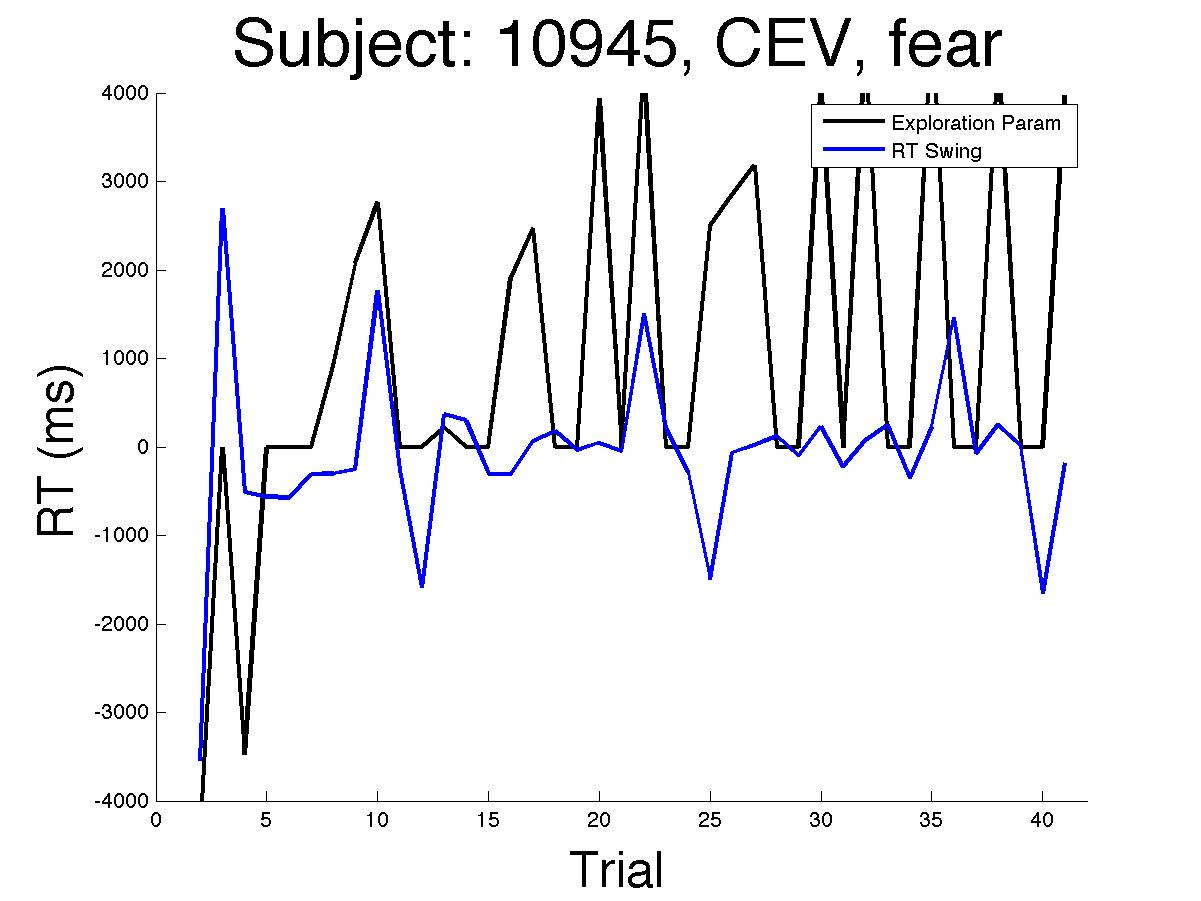 Subject: 10945, CEV, fear
4000
3000
2000
1000
0
-1000
-2000
-3000
-4000
RT (ms)
Exploration Param
RT Swing
0 5 10 15 20 25 30 35 40
Trial